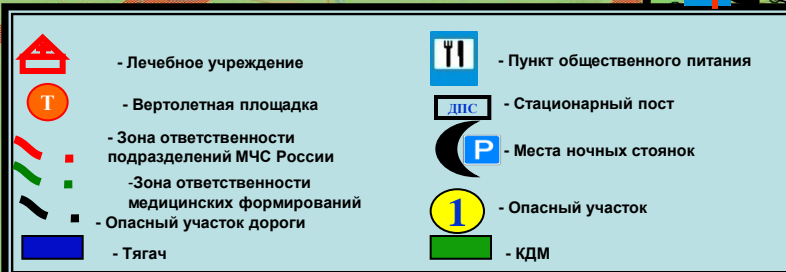 - Лечебное учреждение
Т
- Вертолетная площадка
- Зона ответственности
подразделений МЧС России
-Зона ответственности
медицинских формирований
- Опасный участок дороги
- Тягач
- Пункт общественного питания
ДПС
- Стационарный пост
P
- Места ночных стоянок
1
- Опасный участок
- КДМ